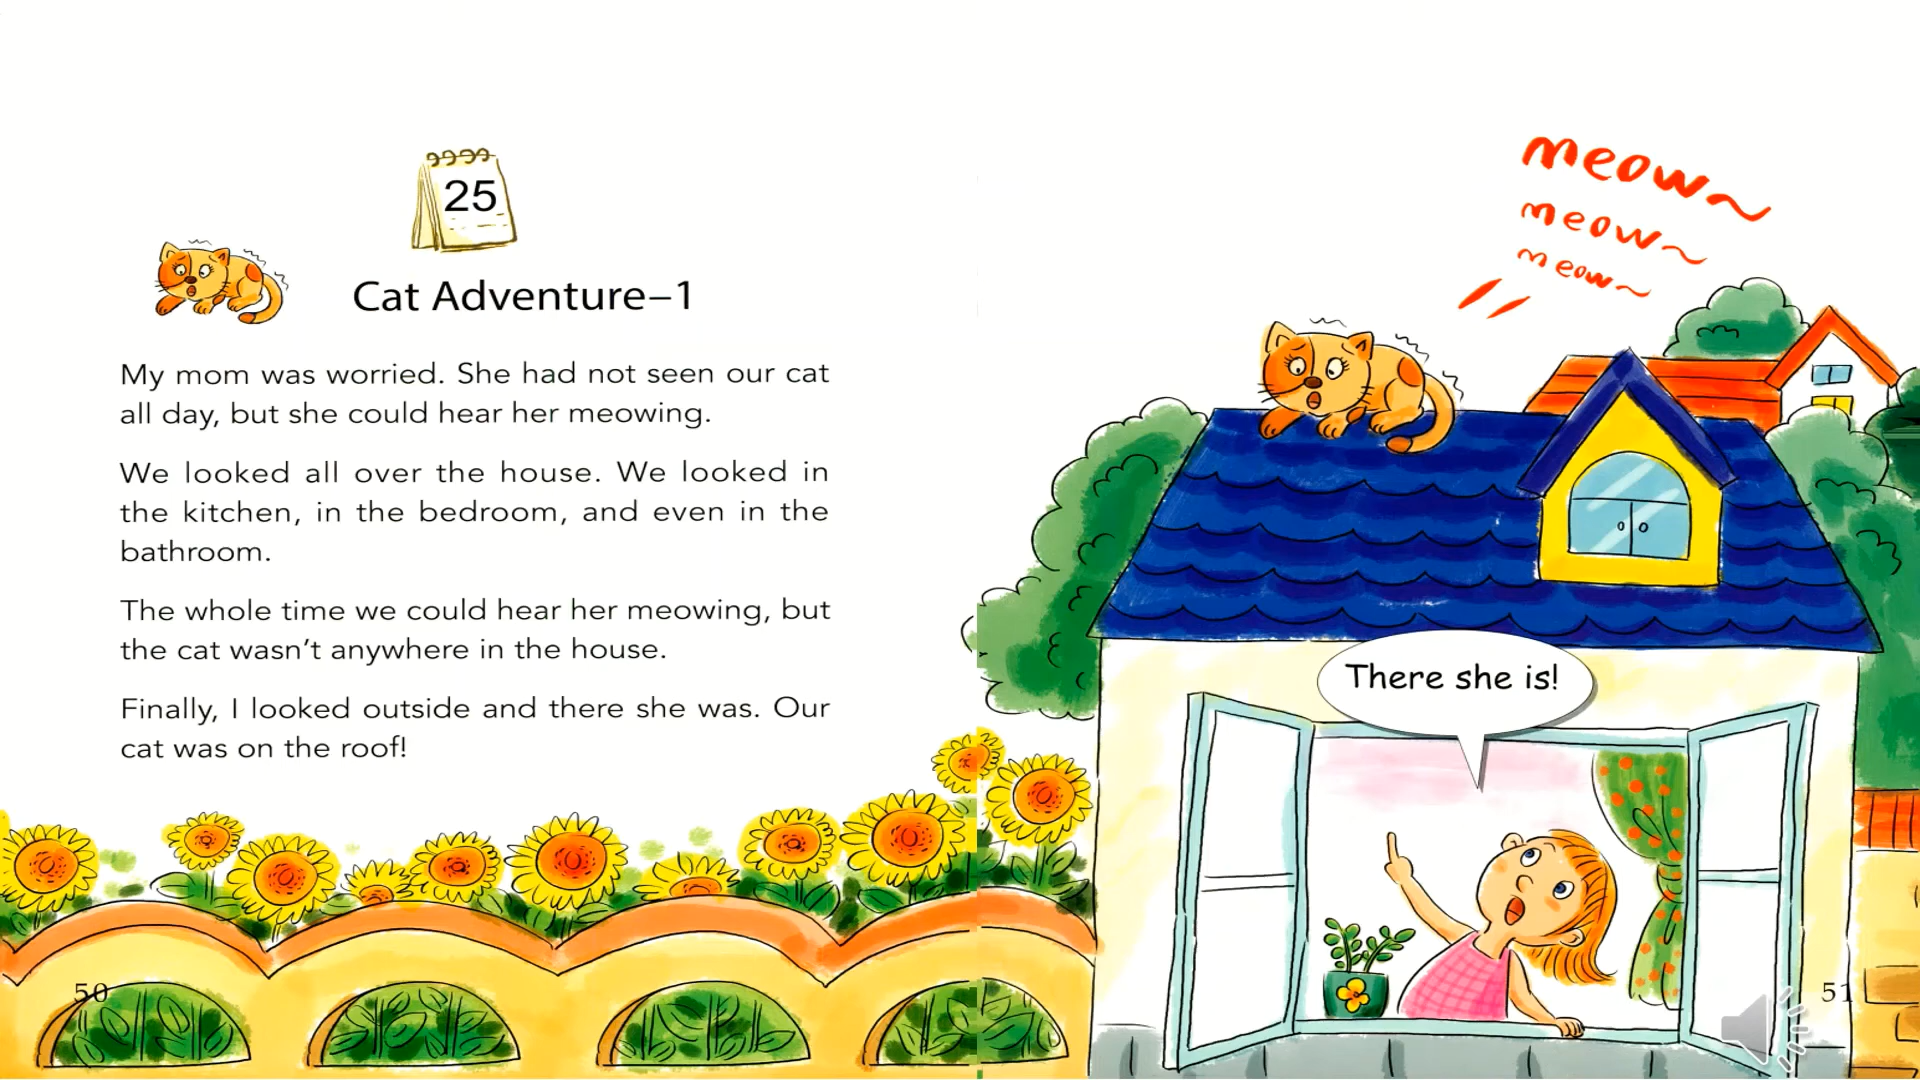 25
Cat Adventure–1
My mom was worried. She had not seen our cat
all day, but she could hear her meowing.
We looked all over the house. We looked in
the kitchen, in the bedroom, and even in the
bathroom.
The whole time we could hear her meowing, but
the cat wasn't anywhere in the house.
Finally, I looked outside and there she was. Our
cat was on the roof!
50
meow~
meow~
meow~
There she is!
51